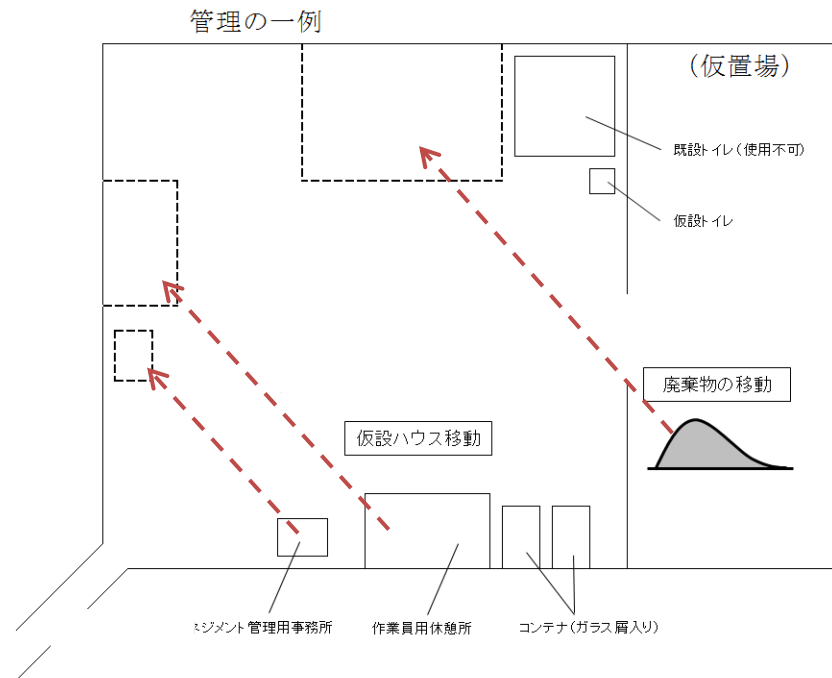 管理の一例
(仮置場)
既設トイレ(使用不可)
仮設トイレ
廃棄物の移動
仮設ハウス移動
ネジメント管理用事務所
作業員用休憩所
コンテナ(ガラス屑入り)